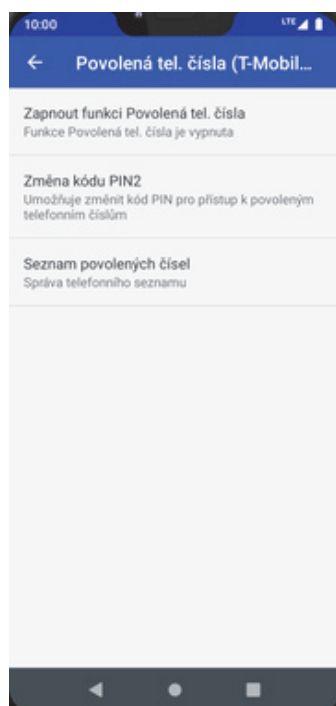 10:00
LTE
Povolená tel. čísla (T-Mobil...
Zapnout funkci Povolená tel. čísla
Funkce Povolená tel. čísla je vypnuta
Změna kódu PIN2
Umožňuje změnit kód PIN pro přístup k povoleným
telefonním číslům
Seznam povolených čísel
Správa telefonního seznamu